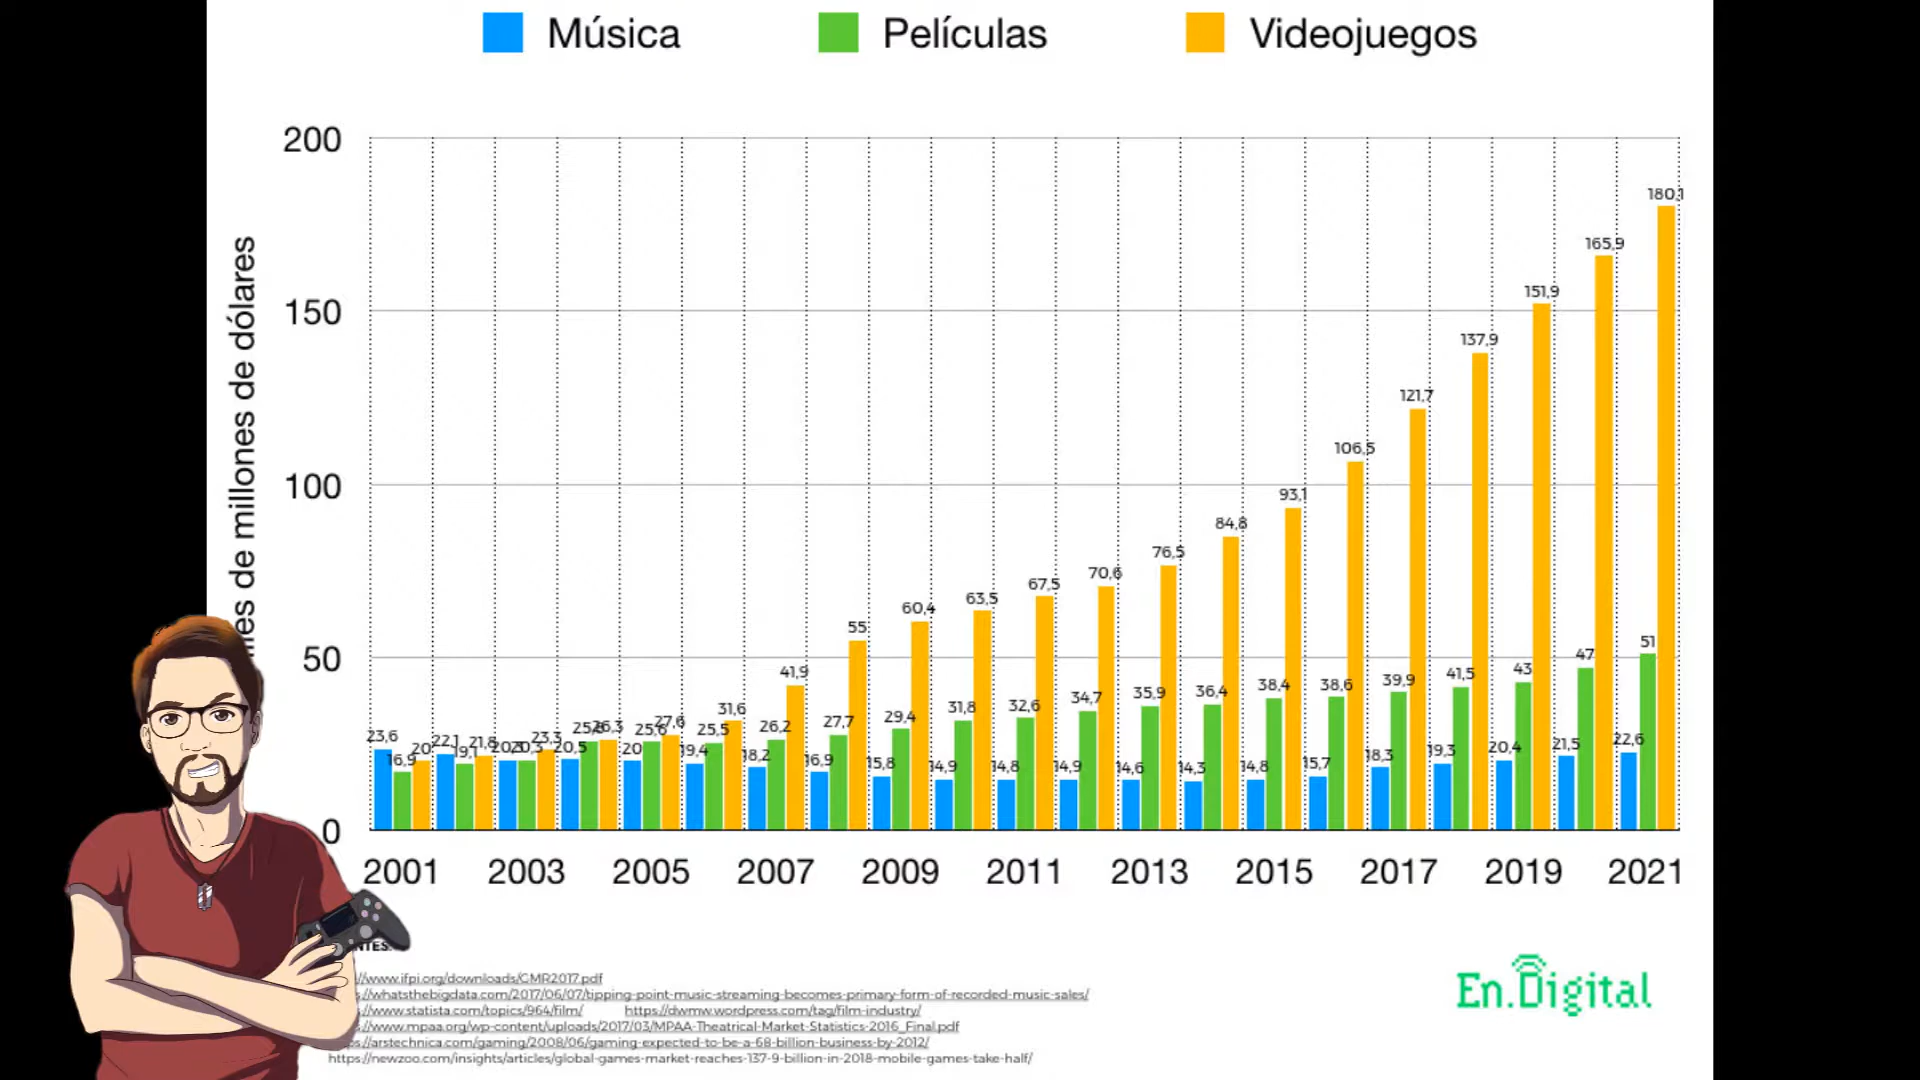 Música Películas Videojuegos
200
150
100
50
0
de millones de dólares
180,1
165,9
151,9
137,9
121,7
106,5
93,1
84,8
76,5
70,6
67,5
63,5
60,4
55
41,9
31,6
23,6 16,9 20 22,1 19,1 21,8 20,3 20,3 23,3 20,5 26,3 20 25,6 27,6 19,4 25,5
18,2 26,2 16,9 27,7 15,8 29,4 14,9 31,8 14,8 32,6 14,9 34,7 14,6 35,9 14,3 36,4 14,8 38,4 15,7 38,6 18,3 39,9 19,3 41,5 20,4 43 21,5 47 22,6 51
2001 2003 2005 2007 2009 2011 2013 2015 2017 2019 2021
//www.ifpi.org/downloads/GMR2017.pdf
s://whatsthebigdata.com/2017/06/07/tipping-point-music-streaming-becomes-primary-form-of-recorded-music-sales/
s://www.statista.com/topics/964/film/ https://dwmw.wordpress.com/tag/film-industry/
s://www.mpaa.org/wp-content/uploads/2017/03/MPAA-Theatrical-Market-Statistics-2016_Final.pdf
ps://arstechnica.com/gaming/2008/06/gaming-expected-to-be-a-68-billion-business-by-2012/
https://newzoo.com/insights/articles/global-games-market-reaches-137-9-billion-in-2018-mobile-games-take-half/
En.Digital